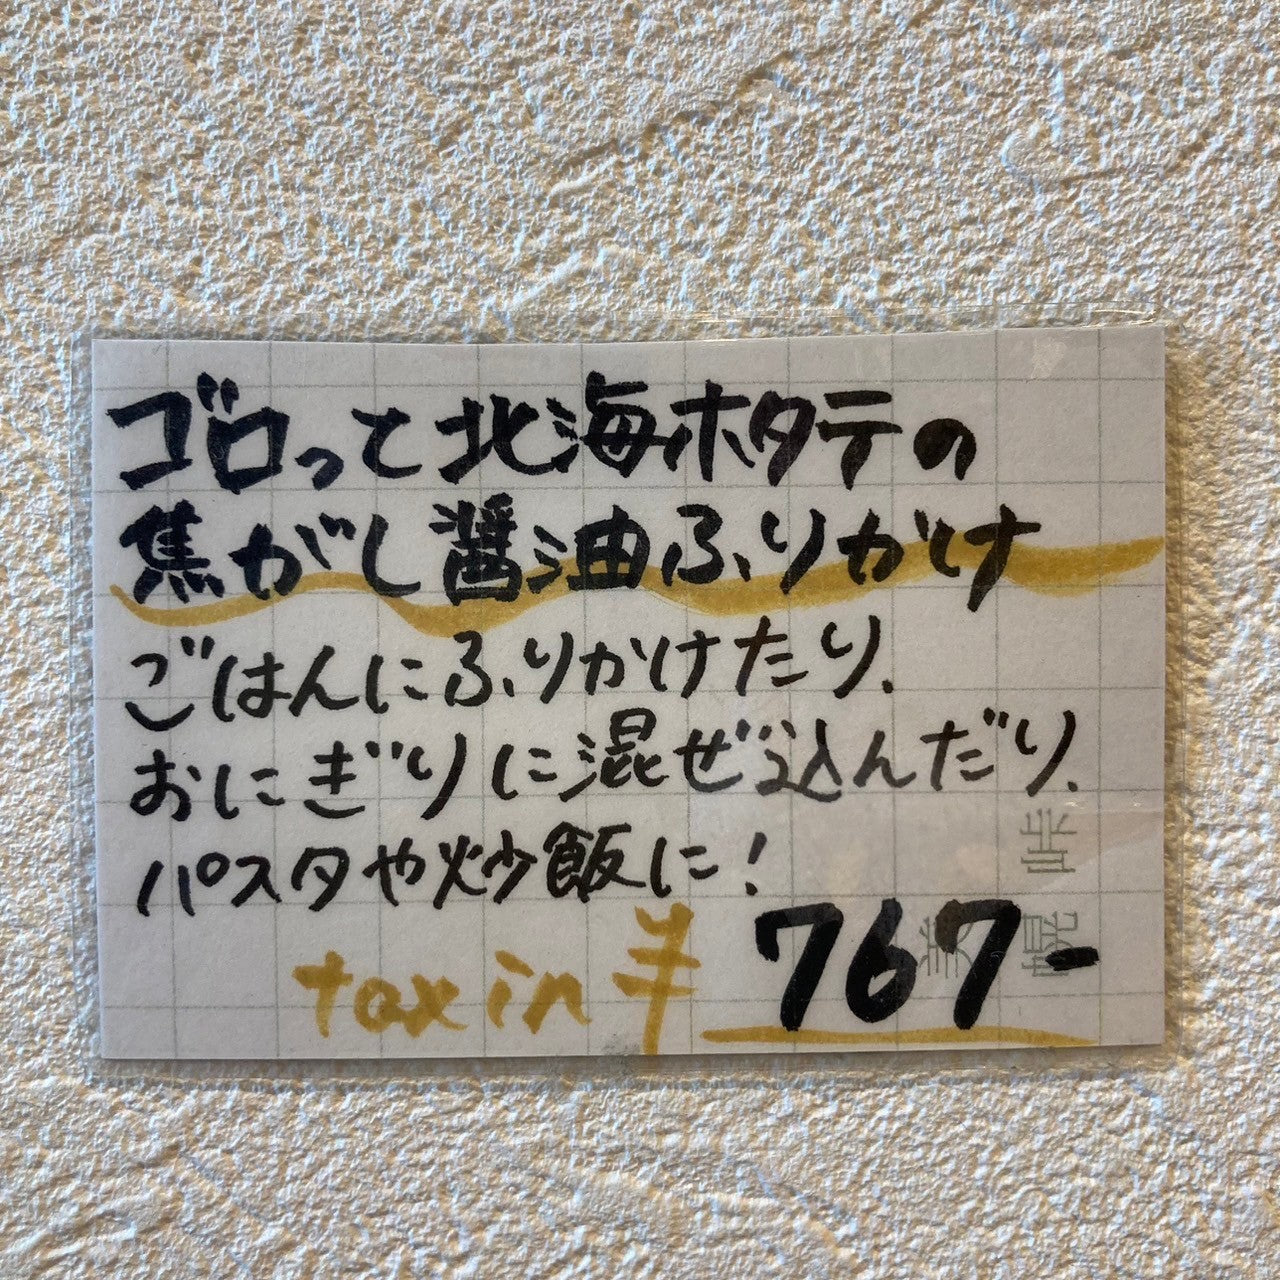 ゴロって北海ホタテの
焦がし醤油ふりかけ
ごはんにふりかけたり、
おにぎりに混ぜ込んだり、
パスタや炒飯に!
tax in ¥ 767-